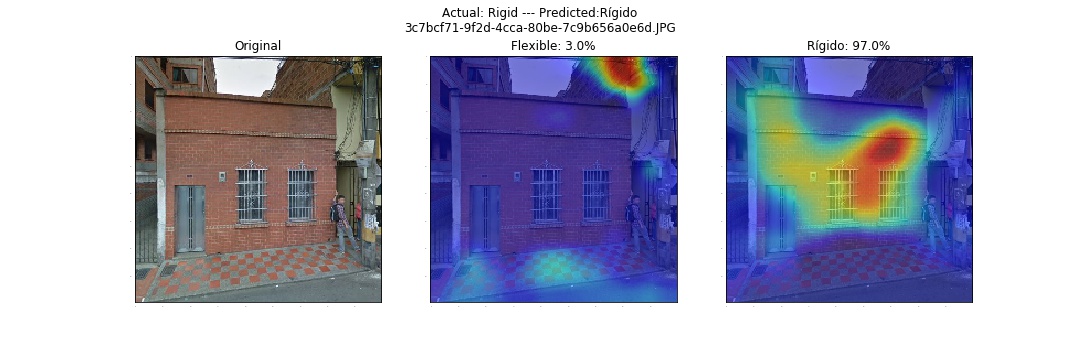 Actual: Rigid --- Predicted:Rígido
3c7bcf71-9f2d-4cca-80be-7c9b656a0e6d.JPG
Original
Flexible: 3.0%
Rígido: 97.0%